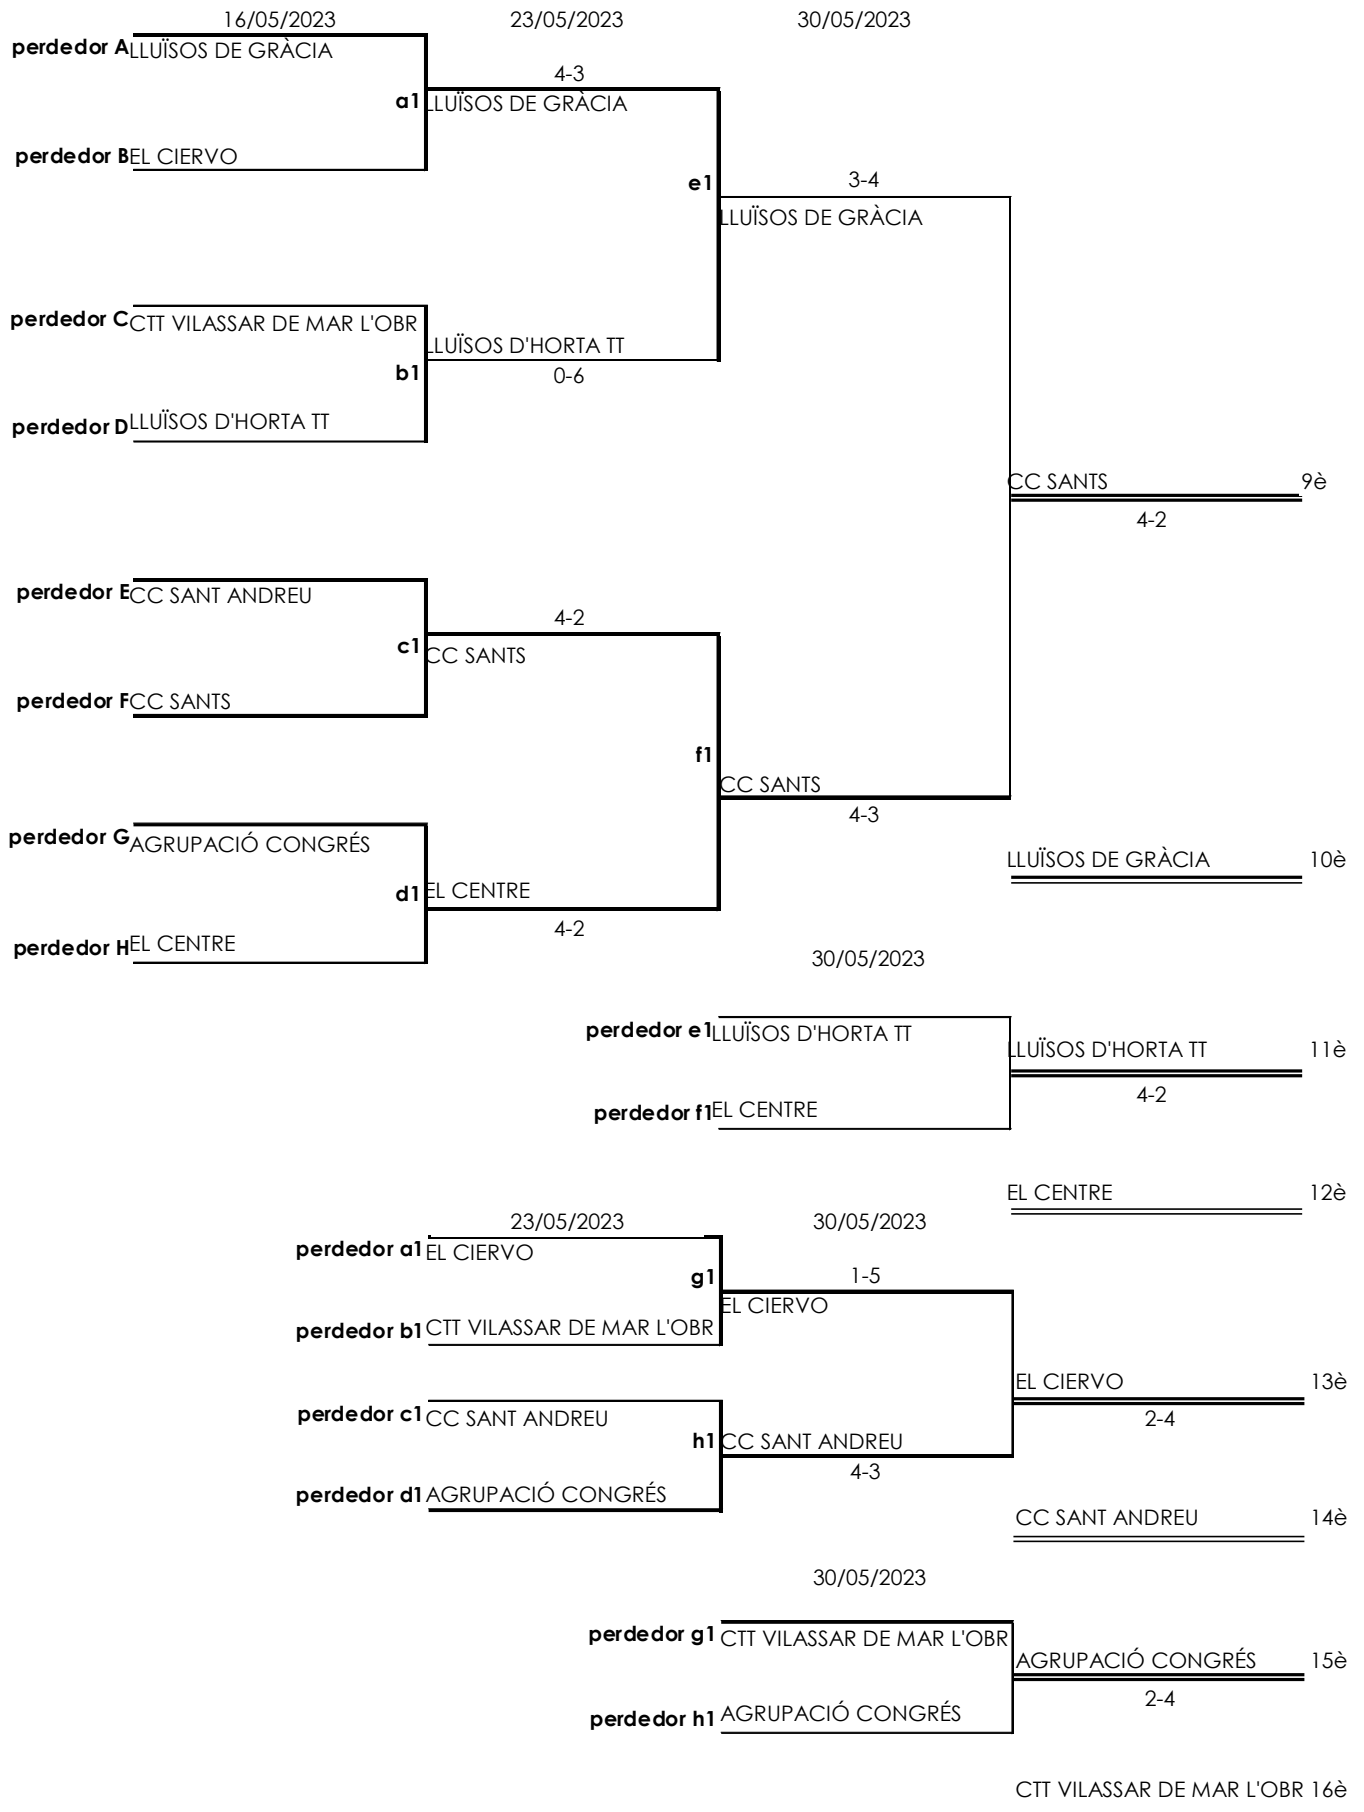 16/05/2023 23/05/2023 30/05/2023
perdedor A LLUÏSOS DE GRÀCIA
4-3
a1 LLUÏSOS DE GRÀCIA
perdedor B EL CIERVO
3-4
e1
LLUÏSOS DE GRÀCIA
perdedor C CTT VILASSAR DE MAR L'OBR
LLUÏSOS D'HORTA TT
b1 0-6
perdedor D LLUÏSOS D'HORTA TT
CC SANTS 9è
4-2
perdedor E CC SANT ANDREU
4-2
c1 CC SANTS
perdedor F CC SANTS
f1
CC SANTS
4-3
perdedor G AGRUPACIÓ CONGRÉS
LLUÏSOS DE GRÀCIA 10è
d1 EL CENTRE
4-2
perdedor H EL CENTRE
30/05/2023
perdedor e1 LLUÏSOS D'HORTA TT
LLUÏSOS D'HORTA TT 11è
4-2
perdedor f1 EL CENTRE
EL CENTRE 12è
23/05/2023 30/05/2023
perdedor a1 EL CIERVO
g1 1-5
EL CIERVO
perdedor b1 CTT VILASSAR DE MAR L'OBR
EL CIERVO 13è
2-4
perdedor c1 CC SANT ANDREU
h1 CC SANT ANDREU
4-3
perdedor d1 AGRUPACIÓ CONGRÉS
CC SANT ANDREU 14è
30/05/2023
perdedor g1 CTT VILASSAR DE MAR L'OBR
AGRUPACIÓ CONGRÉS 15è
2-4
perdedor h1 AGRUPACIÓ CONGRÉS
CTT VILASSAR DE MAR L'OBR 16è